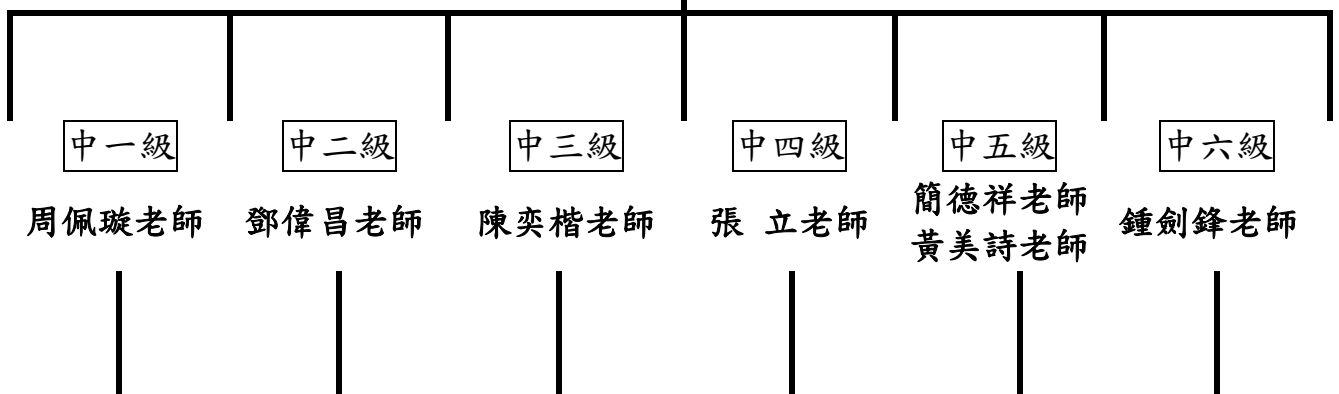 中一級
周佩璇老師
中二級
鄧偉昌老師
中三級
陳奕楷老師
中四級
張 立老師
中五級
簡德祥老師
黃美詩老師
中六級
鍾劍鋒老師